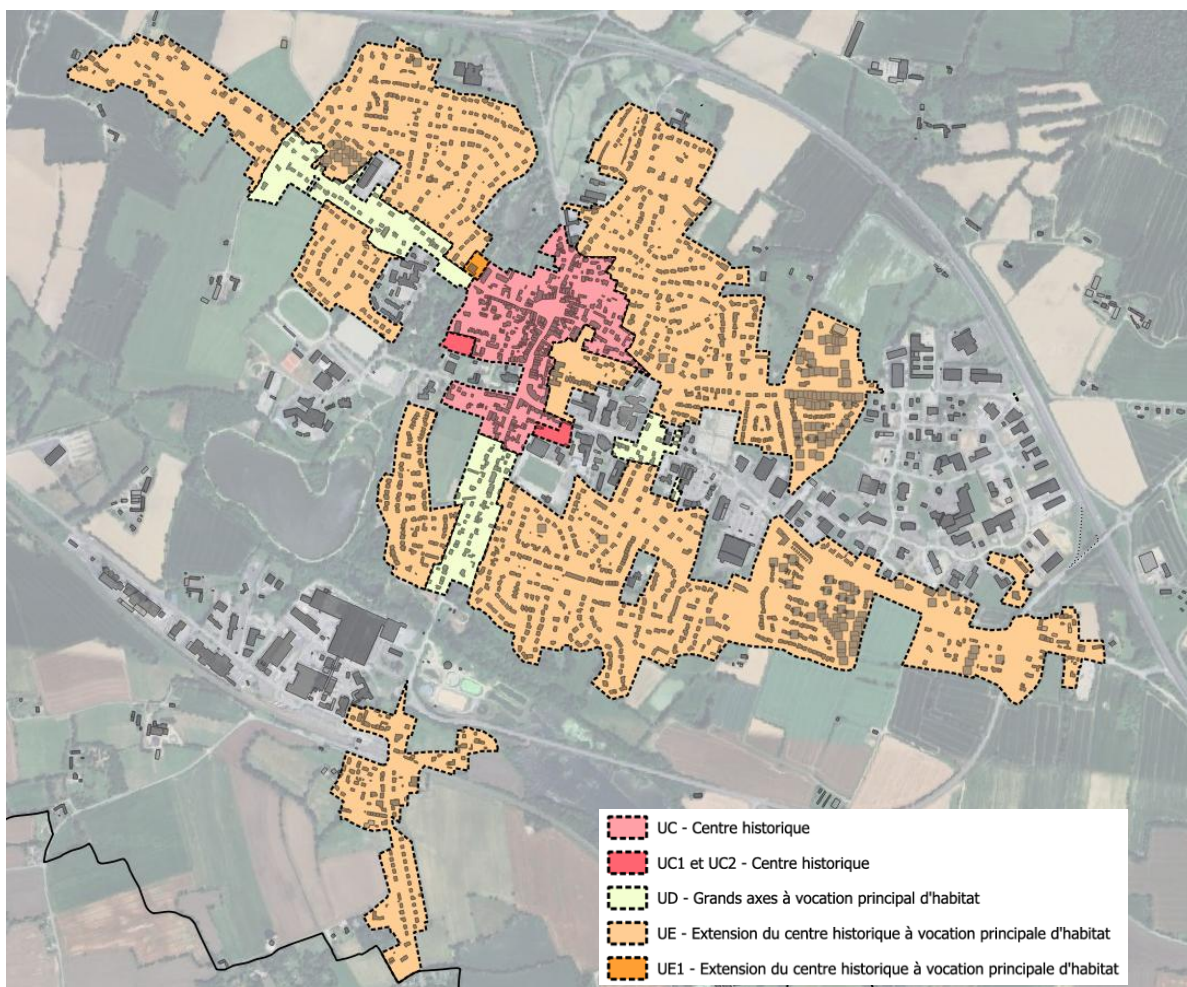 UC - Centre historique
UC1 et UC2 - Centre historique
UD - Grands axes à vocation principal d'habitat
UE - Extension du centre historique à vocation principale d'habitat
UE1 - Extension du centre historique à vocation principale d'habitat